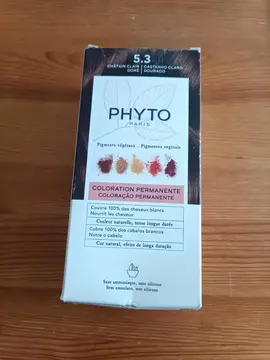 5.3
CHÂTAIN CLAIR | CASTANHO CLARO
DORÉ | DOURADO
PHYTO
PARIS
Pigments végétaux . Pigmentos vegetais
COLORATION PERMANENTE
COLORAÇÃO PERMANENTE
Couvre 100% des cheveux blancs
Nourrit les cheveux
Couleur naturelle, tenue longue durée
Cobre 100% dos cabelos brancos
Nutre o cabelo
Cor natural, efeito de longa duração
Sans ammoniaque, sans silicone
Sem amoníaco, sem silicone